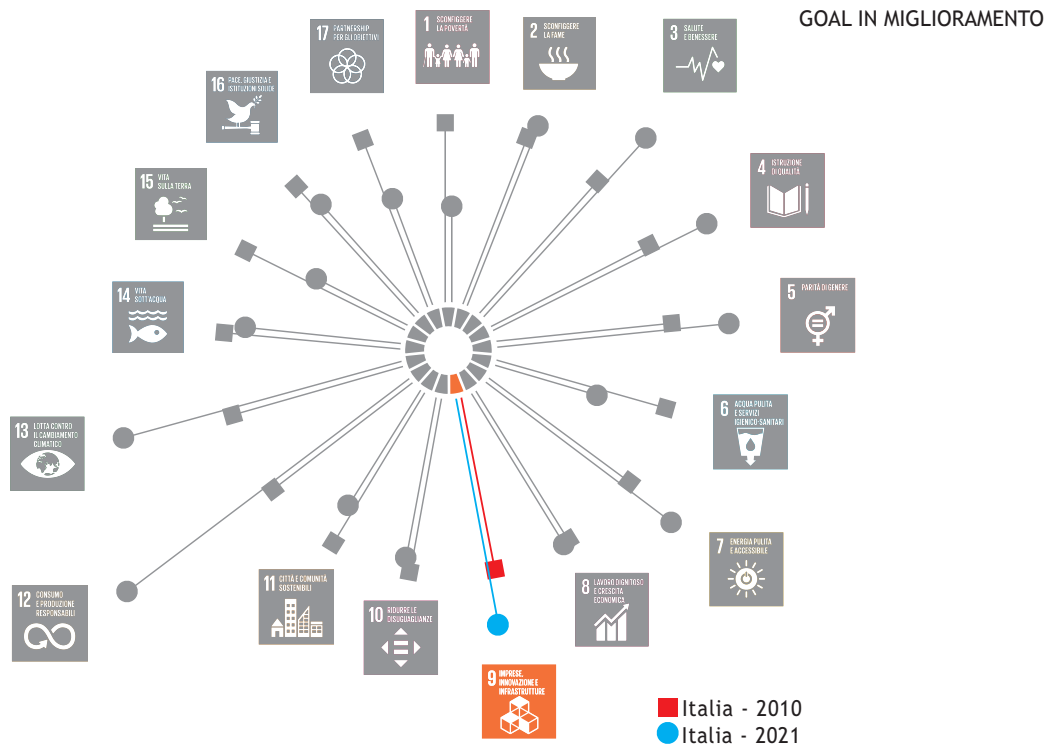 GOAL IN MIGLIORAMENTO
1 SCONFIGGERE
LA POVERTÀ
2 SCONFIGGERE
LA FAME
3 SALUTE
E BENESSERE
4 ISTRUZIONE
DI QUALITÀ
5 PARITÀ DI GENERE
6 ACQUA PULITA
E SERVIZI
IGIENICO-SANITARI
7 ENERGIA PULITA
E ACCESSIBILE
8 LAVORO DIGNITOSO
E CRESCITA
ECONOMICA
9 IMPRESE,
INNOVAZIONE E
INFRASTRUTTURE
10 RIDURRE LE
DISUGUAGLIANZE
11 CITTÀ E COMUNITÀ
SOSTENIBILI
12 CONSUMO
E PRODUZIONE
RESPONSABILI
13 LOTTA CONTRO
IL CAMBIAMENTO
CLIMATICO
14 VITA
SOTT'ACQUA
15 VITA
SULLA TERRA
16 PACE, GIUSTIZIA E
ISTITUZIONI SOLIDE
17 PARTNERSHIP
PER GLI OBIETTIVI
Italia - 2010
Italia - 2021